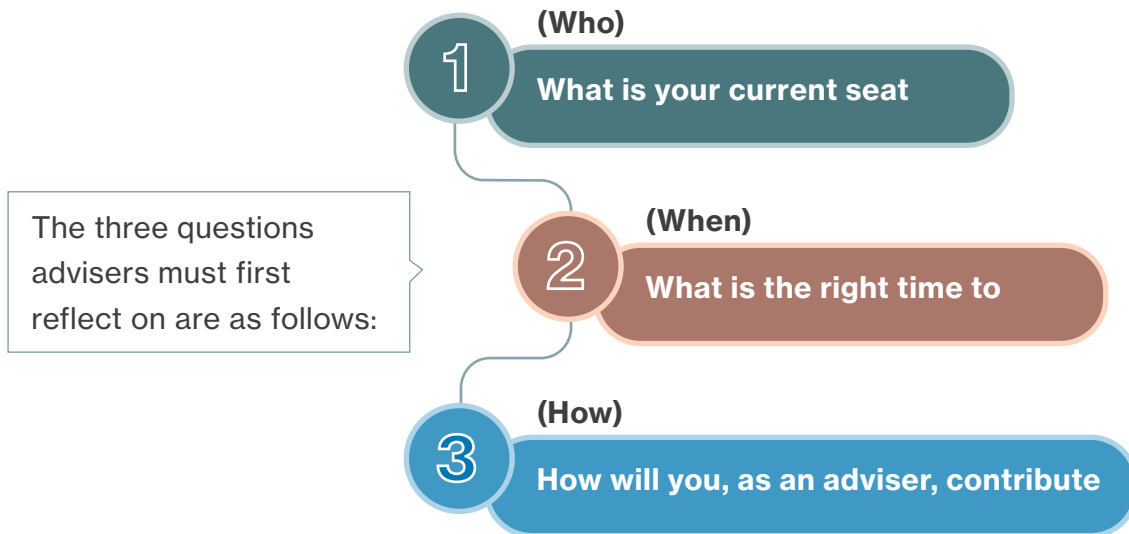 The three questions
advisers must first
reflect on are as follows:
1
(Who)
What is your current seat
2
(When)
What is the right time to
3
(How)
How will you, as an adviser, contribute